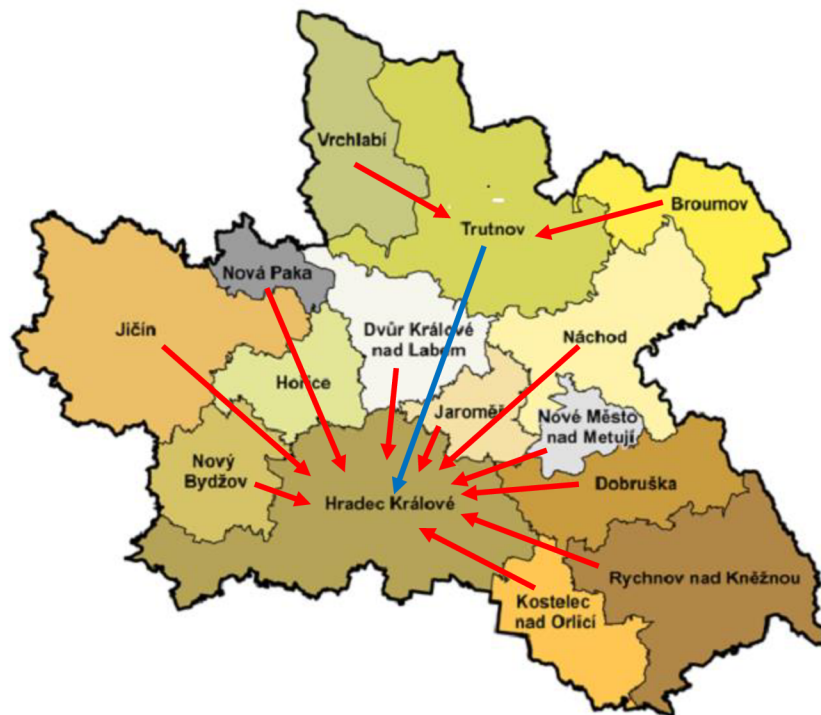 Vrchlabí
Broumov
Trutnov
Nová Paka
Jičín
Dvůr Králové
nad Labem
Náchod
Hořice
Jaroměř
Nové Město
nad Metují
Nový
Bydžov
Dobruška
Hradec Králové
Rychnov nad Kněžnou
Kostelec
nad Orlicí